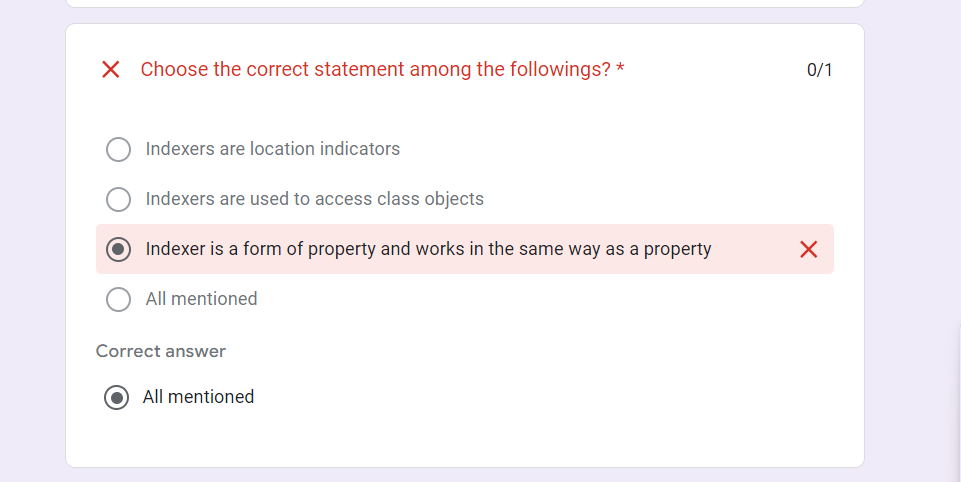 Choose the correct statement among the followings? *
0/1
Indexers are location indicators
Indexers are used to access class objects
Indexer is a form of property and works in the same way as a property
All mentioned
Correct answer
All mentioned